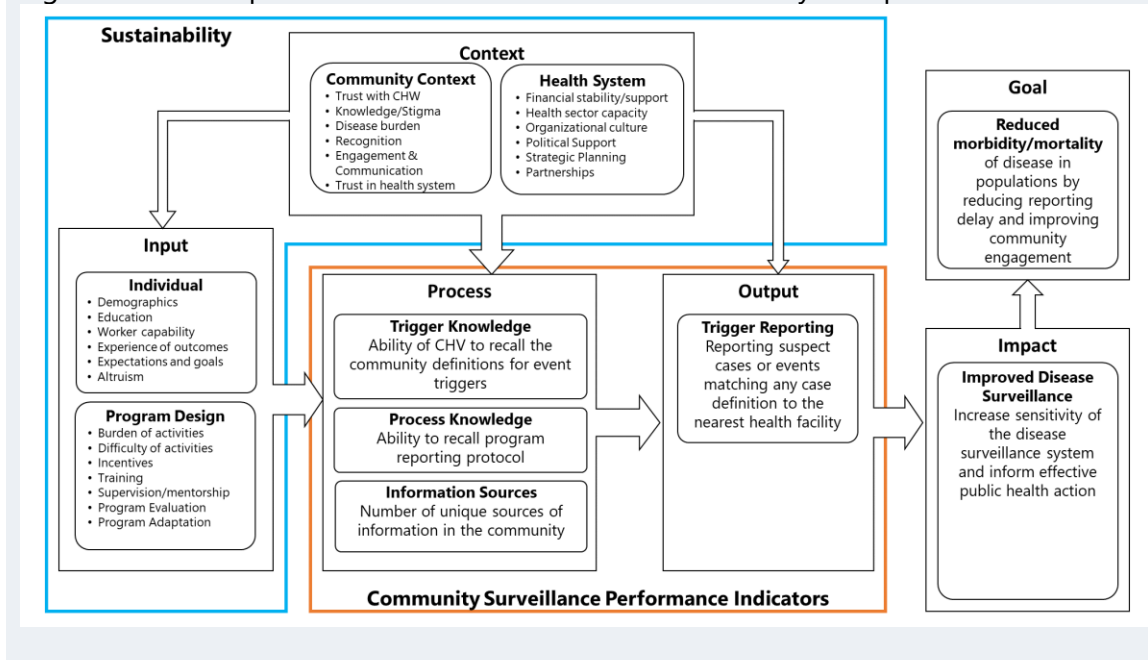 Sustainability
Context
Community Context
• Trust with CHW
• Knowledge/Stigma
• Disease burden
• Recognition
• Engagement &
Communication
• Trust in health system
Health System
• Financial stability/support
• Health sector capacity
• Organizational culture
• Political Support
• Strategic Planning
• Partnerships
Input
Individual
• Demographics
• Education
• Worker capability
• Experience of outcomes
• Expectations and goals
• Altruism
Program Design
• Burden of activities
• Difficulty of activities
• Incentives
• Training
• Supervision/mentorship
• Program Evaluation
• Program Adaptation
Process
Trigger Knowledge
Ability of CHV to recall the
community definitions for event
triggers
Process Knowledge
Ability to recall program
reporting protocol
Information Sources
Number of unique sources of
information in the community
Output
Trigger Reporting
Reporting suspect
cases or events
matching any case
definition to the
nearest health facility
Community Surveillance Performance Indicators
Goal
Reduced
morbidity/mortality
of disease in
populations by
reducing reporting
delay and improving
community
engagement
Impact
Improved Disease
Surveillance
Increase sensitivity of
the disease
surveillance system
and inform effective
public health action